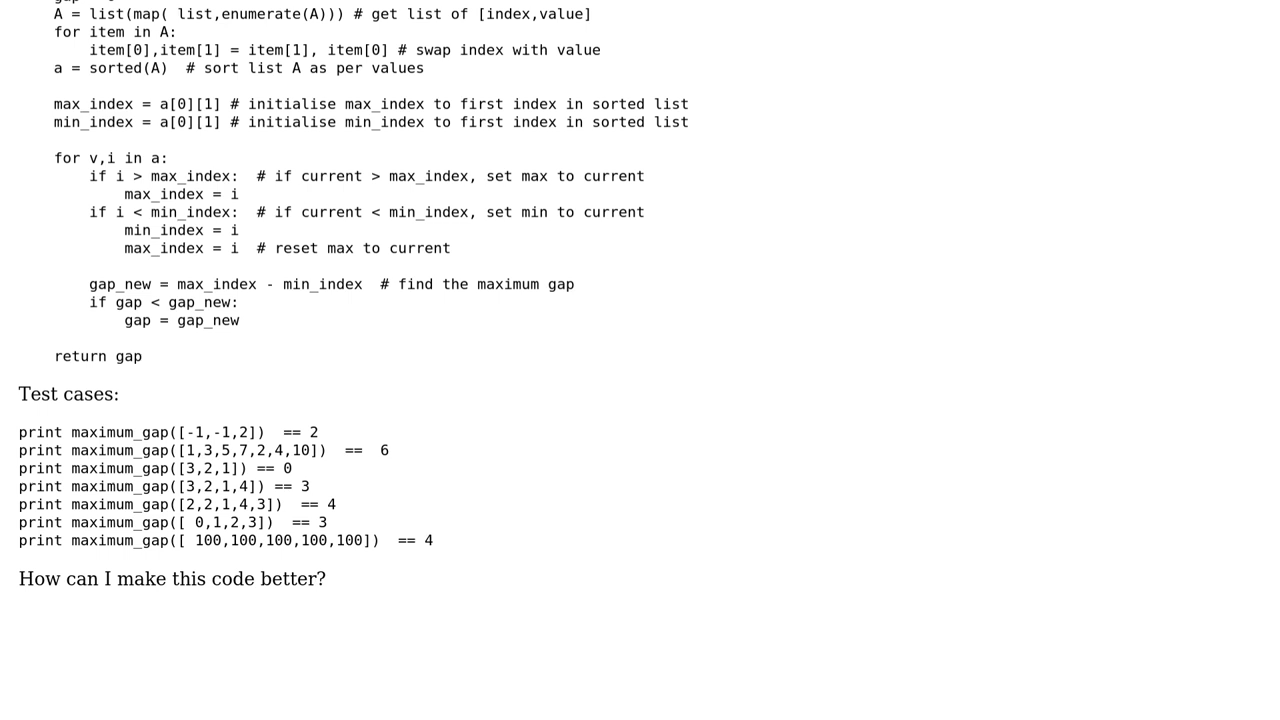 A = list(map( list,enumerate(A))) # get list of [index,value]
for item in A:
item[0],item[1] = item[1], item[0] # swap index with value
a = sorted(A)  # sort list A as per values
max_index = a[0][1] # initialise max_index to first index in sorted list
min_index = a[0][1] # initialise min_index to first index in sorted list
for v,i in a:
if i > max_index:  # if current > max_index, set max to current
max_index = i
if i < min_index:  # if current < min_index, set min to current
min_index = i
max_index = i  # reset max to current
gap_new = max_index - min_index  # find the maximum gap
if gap < gap_new:
gap = gap_new
return gap
Test cases:
print maximum_gap([-1,-1,2])  == 2
print maximum_gap([1,3,5,7,2,4,10])  ==  6
print maximum_gap([3,2,1]) == 0
print maximum_gap([3,2,1,4]) == 3
print maximum_gap([2,2,1,4,3])  == 4
print maximum_gap([ 0,1,2,3])  == 3
print maximum_gap([ 100,100,100,100,100])  == 4
How can I make this code better?